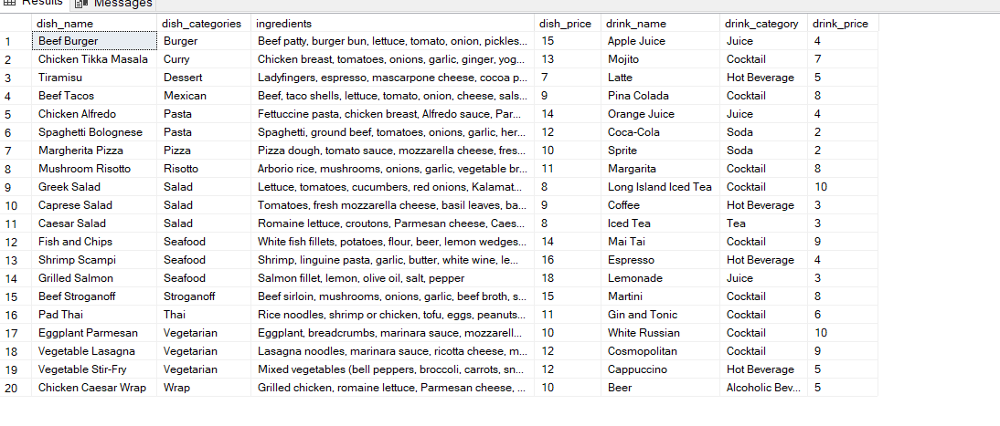 Results Messages
dish_name dish_categories ingredients dish_price drink_name drink_category drink_price
1 Beef Burger Burger Beef patty, burger bun, lettuce, tomato, onion, pickles... 15 Apple Juice Juice 4
2 Chicken Tikka Masala Curry Chicken breast, tomatoes, onions, garlic, ginger, yog... 13 Mojito Cocktail 7
3 Tiramisu Dessert Ladyfingers, espresso, mascarpone cheese, cocoa p... 7 Latte Hot Beverage 5
4 Beef Tacos Mexican Beef, taco shells, lettuce, tomato, onion, cheese, sals... 9 Pina Colada Cocktail 8
5 Chicken Alfredo Pasta Fettuccine pasta, chicken breast, Alfredo sauce, Par... 14 Orange Juice Juice 4
6 Spaghetti Bolognese Pasta Spaghetti, ground beef, tomatoes, onions, garlic, her... 12 Coca-Cola Soda 2
7 Margherita Pizza Pizza Pizza dough, tomato sauce, mozzarella cheese, fres... 10 Sprite Soda 2
8 Mushroom Risotto Risotto Arborio rice, mushrooms, onions, garlic, vegetable br... 11 Margarita Cocktail 8
9 Greek Salad Salad Lettuce, tomatoes, cucumbers, red onions, Kalamat... 8 Long Island Iced Tea Cocktail 10
10 Caprese Salad Salad Tomatoes, fresh mozzarella cheese, basil leaves, ba... 9 Coffee Hot Beverage 3
11 Caesar Salad Salad Romaine lettuce, croutons, Parmesan cheese, Caes... 8 Iced Tea Tea 3
12 Fish and Chips Seafood White fish fillets, potatoes, flour, beer, lemon wedges... 14 Mai Tai Cocktail 9
13 Shrimp Scampi Seafood Shrimp, linguine pasta, garlic, butter, white wine, le... 16 Espresso Hot Beverage 4
14 Grilled Salmon Seafood Salmon fillet, lemon, olive oil, salt, pepper 18 Lemonade Juice 3
15 Beef Stroganoff Stroganoff Beef sirloin, mushrooms, onions, garlic, beef broth, s... 15 Martini Cocktail 8
16 Pad Thai Thai Rice noodles, shrimp or chicken, tofu, eggs, peanuts... 11 Gin and Tonic Cocktail 6
17 Eggplant Parmesan Vegetarian Eggplant, breadcrumbs, marinara sauce, mozzarell... 10 White Russian Cocktail 10
18 Vegetable Lasagna Vegetarian Lasagna noodles, marinara sauce, ricotta cheese, m... 12 Cosmopolitan Cocktail 9
19 Vegetable Stir-Fry Vegetarian Mixed vegetables (bell peppers, broccoli, carrots, sn... 12 Cappuccino Hot Beverage 5
20 Chicken Caesar Wrap Wrap Grilled chicken, romaine lettuce, Parmesan cheese, ... 10 Beer Alcoholic Bev... 5